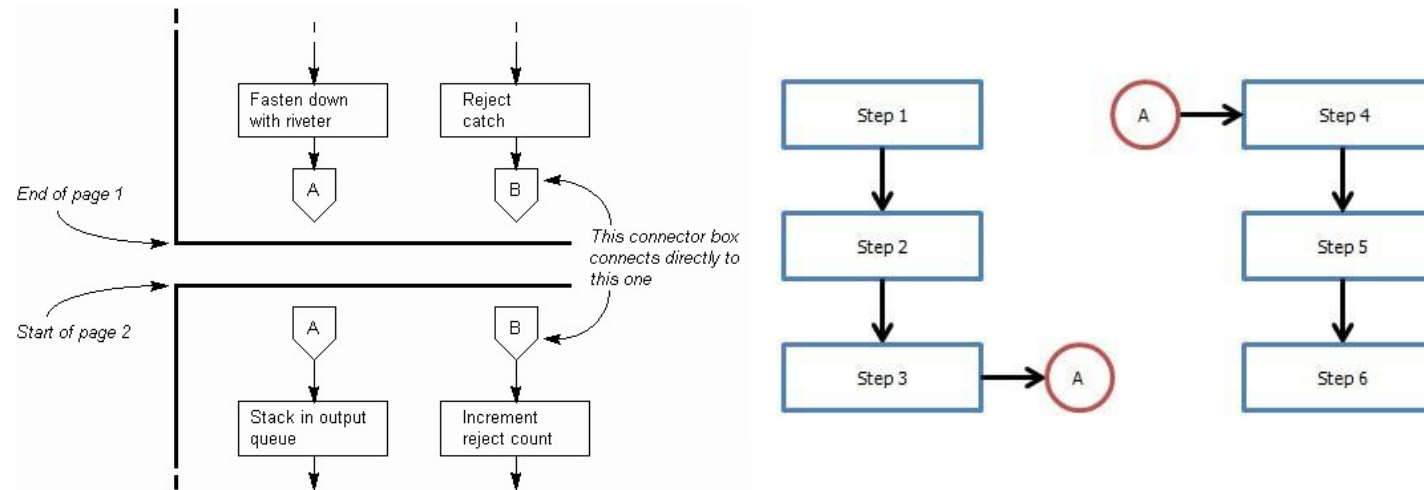 Fasten down
with riveter
Reject
catch
A
B
End of page 1
This connector box
connects directly to
this one
Start of page 2
A
B
Stack in output
queue
Increment
reject count
Step 1
Step 2
Step 3
A
A
Step 4
Step 5
Step 6